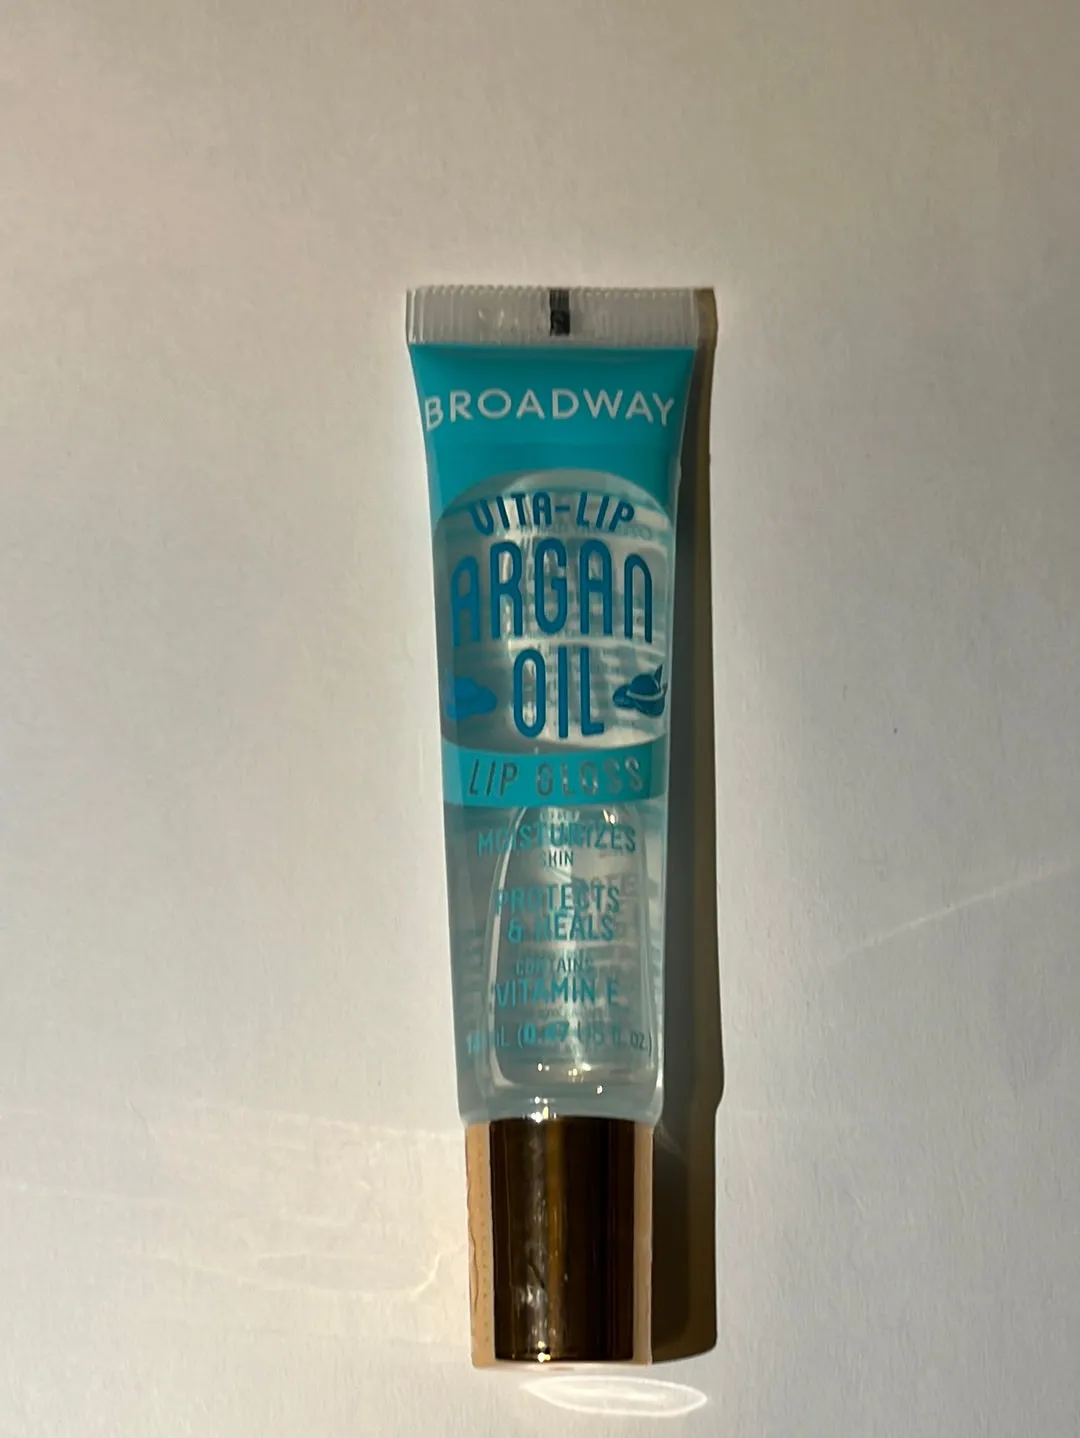 BROADWAY
VITA-LIP
ARGAN
OIL
LIP GLOSS
MOISTURIZES
SKIN
PROTECTS
& HEALS
CONTAINS
VITAMIN E